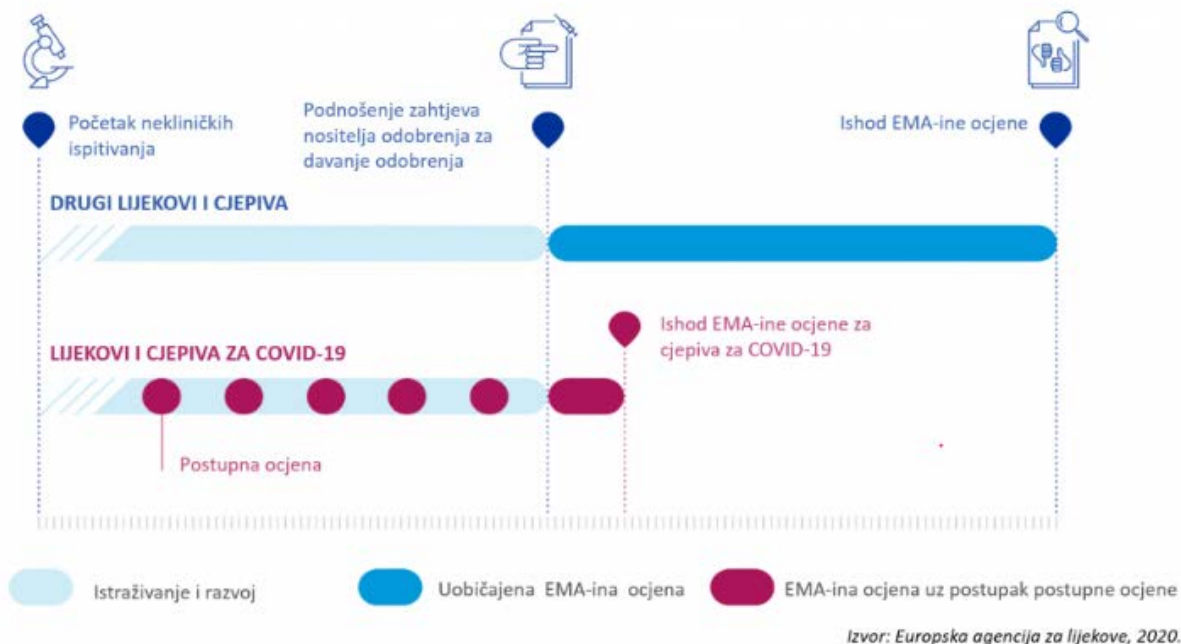 Početak nekliničkih
ispitivanja
Podnošenje zahtjeva
nositelja odobrenja za
davanje odobrenja
Ishod EMA-ine ocjene
DRUGI LIJEKOVI I CJEPIVA
LIJEKOVI I CJEPIVA ZA COVID-19
Ishod EMA-ine ocjene za
cjepiva za COVID-19
Postupna ocjena
Istraživanje i razvoj
Uobičajena EMA-ina ocjena
EMA-ina ocjena uz postupak postupne ocjene
Izvor: Europska agencija za lijekove, 2020.